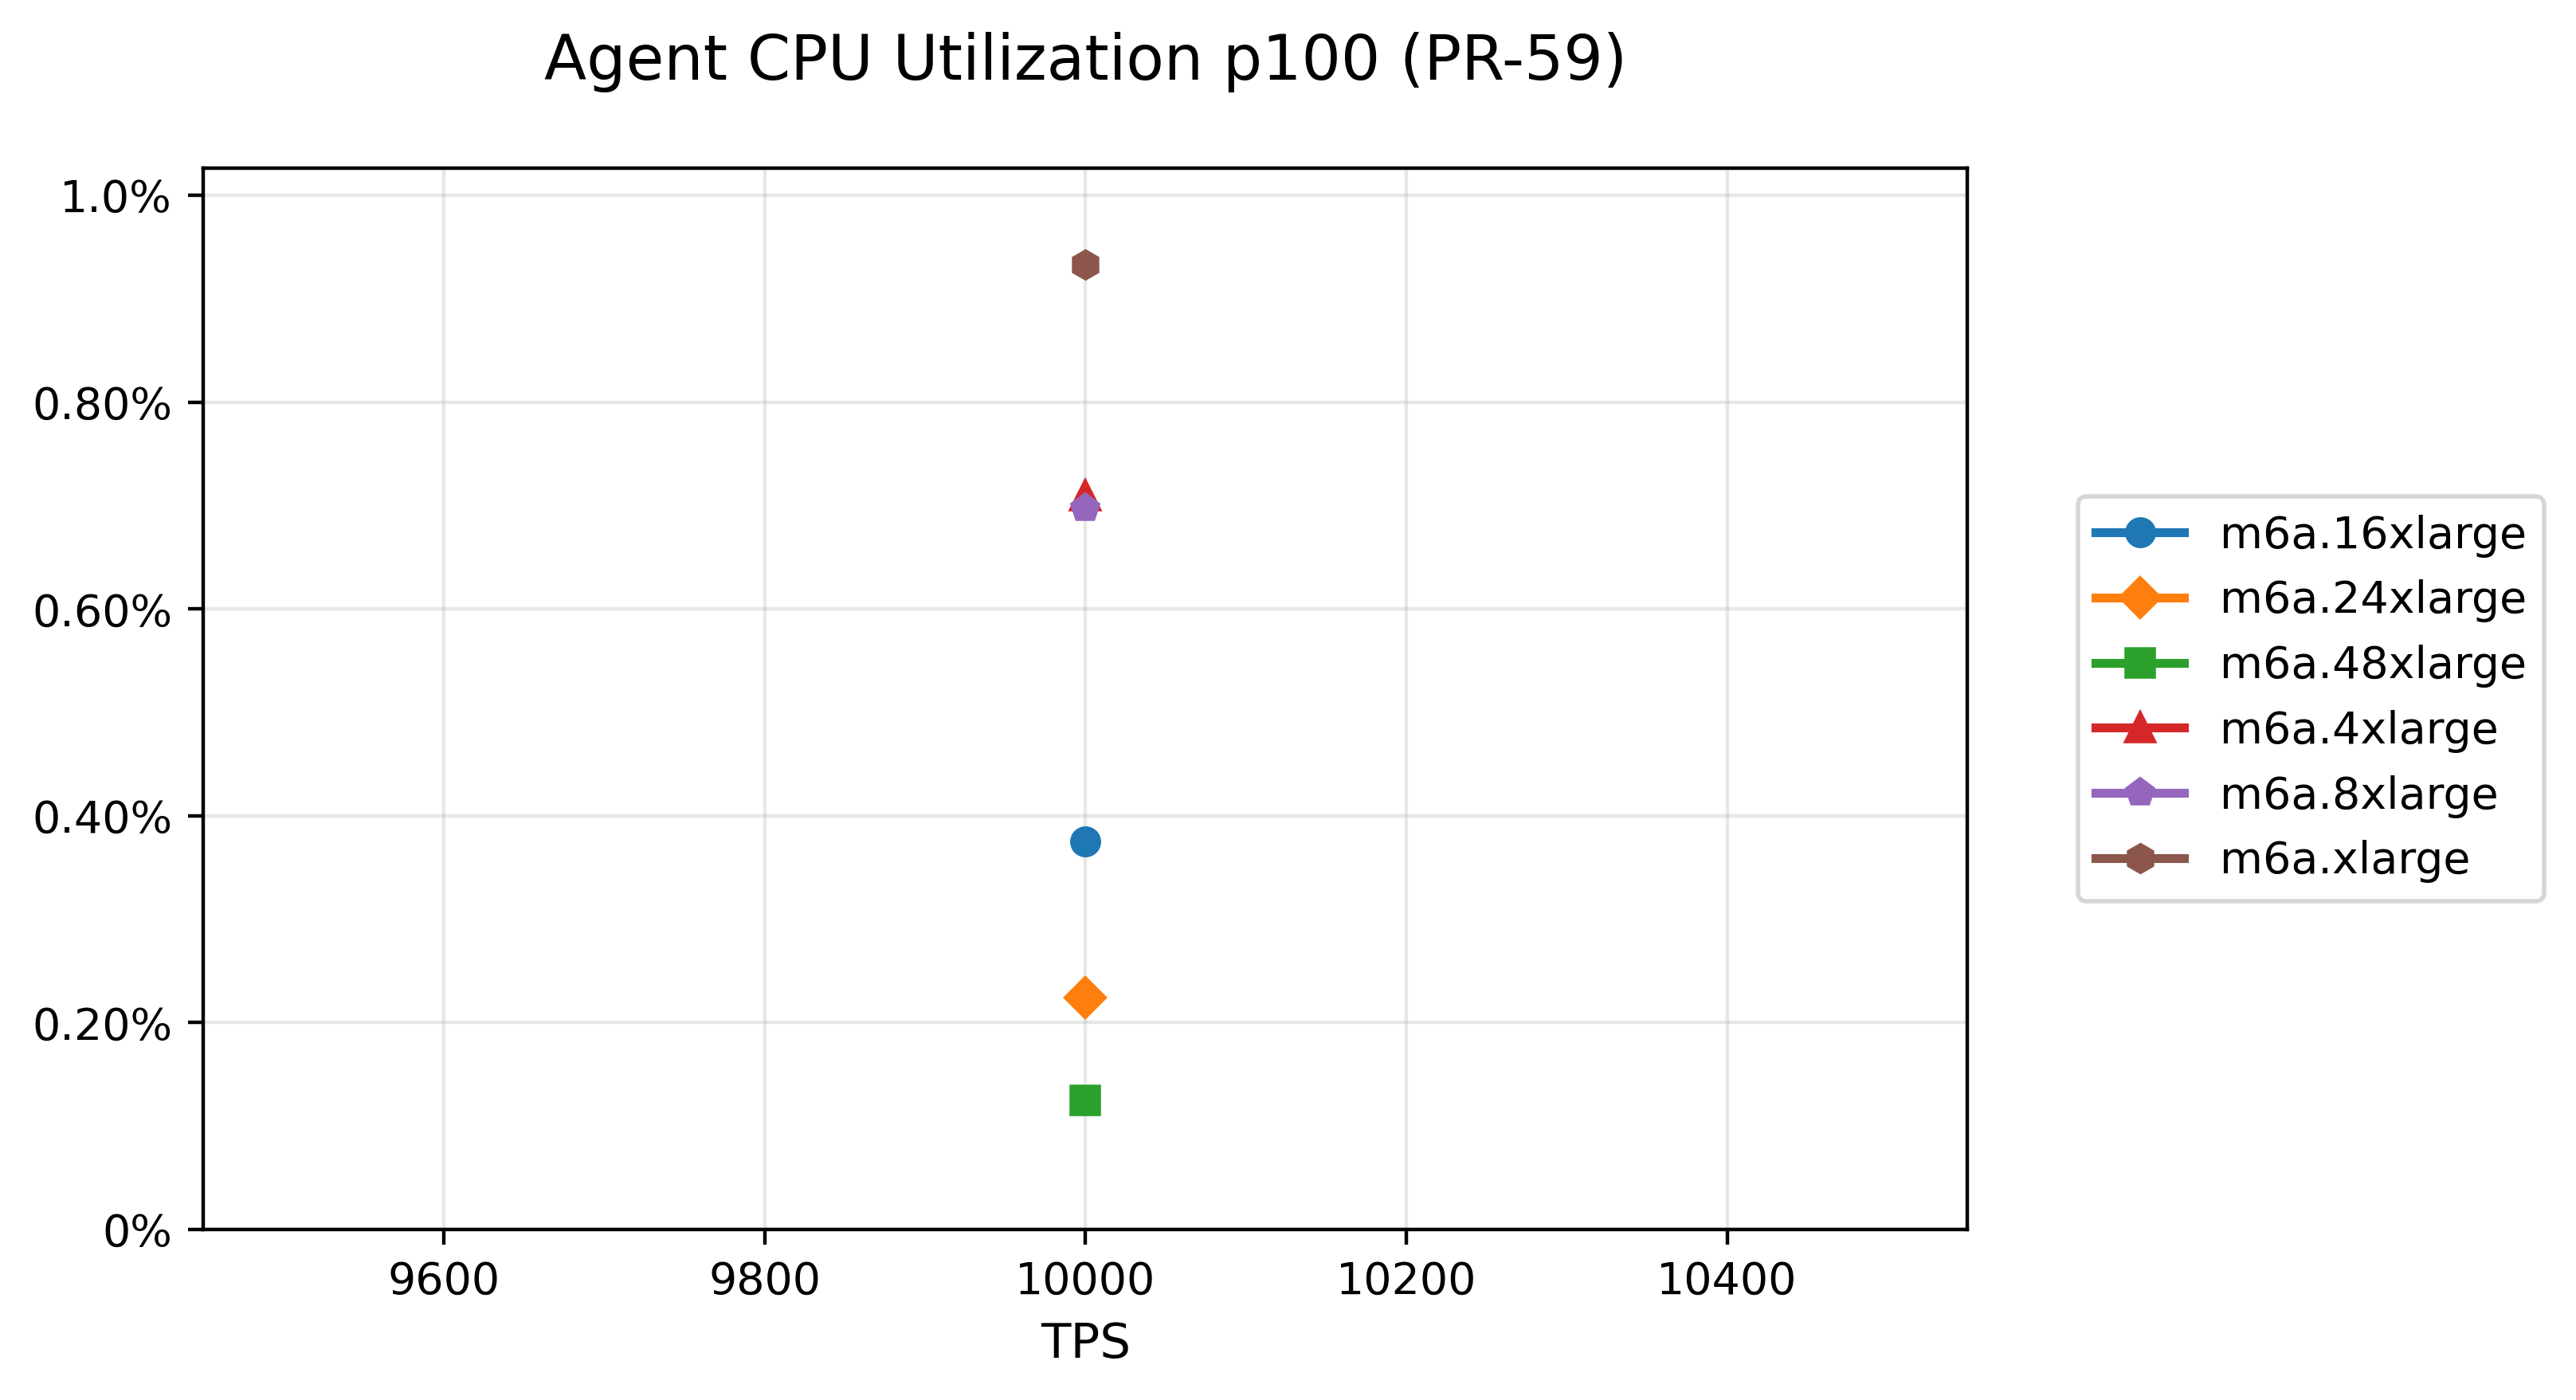 Agent CPU Utilization p100 (PR-59)
1.0%
0.80%
0.60%
0.40%
0.20%
0%
9600 9800 10000 10200 10400
TPS
m6a.16xlarge
m6a.24xlarge
m6a.48xlarge
m6a.4xlarge
m6a.8xlarge
m6a.xlarge